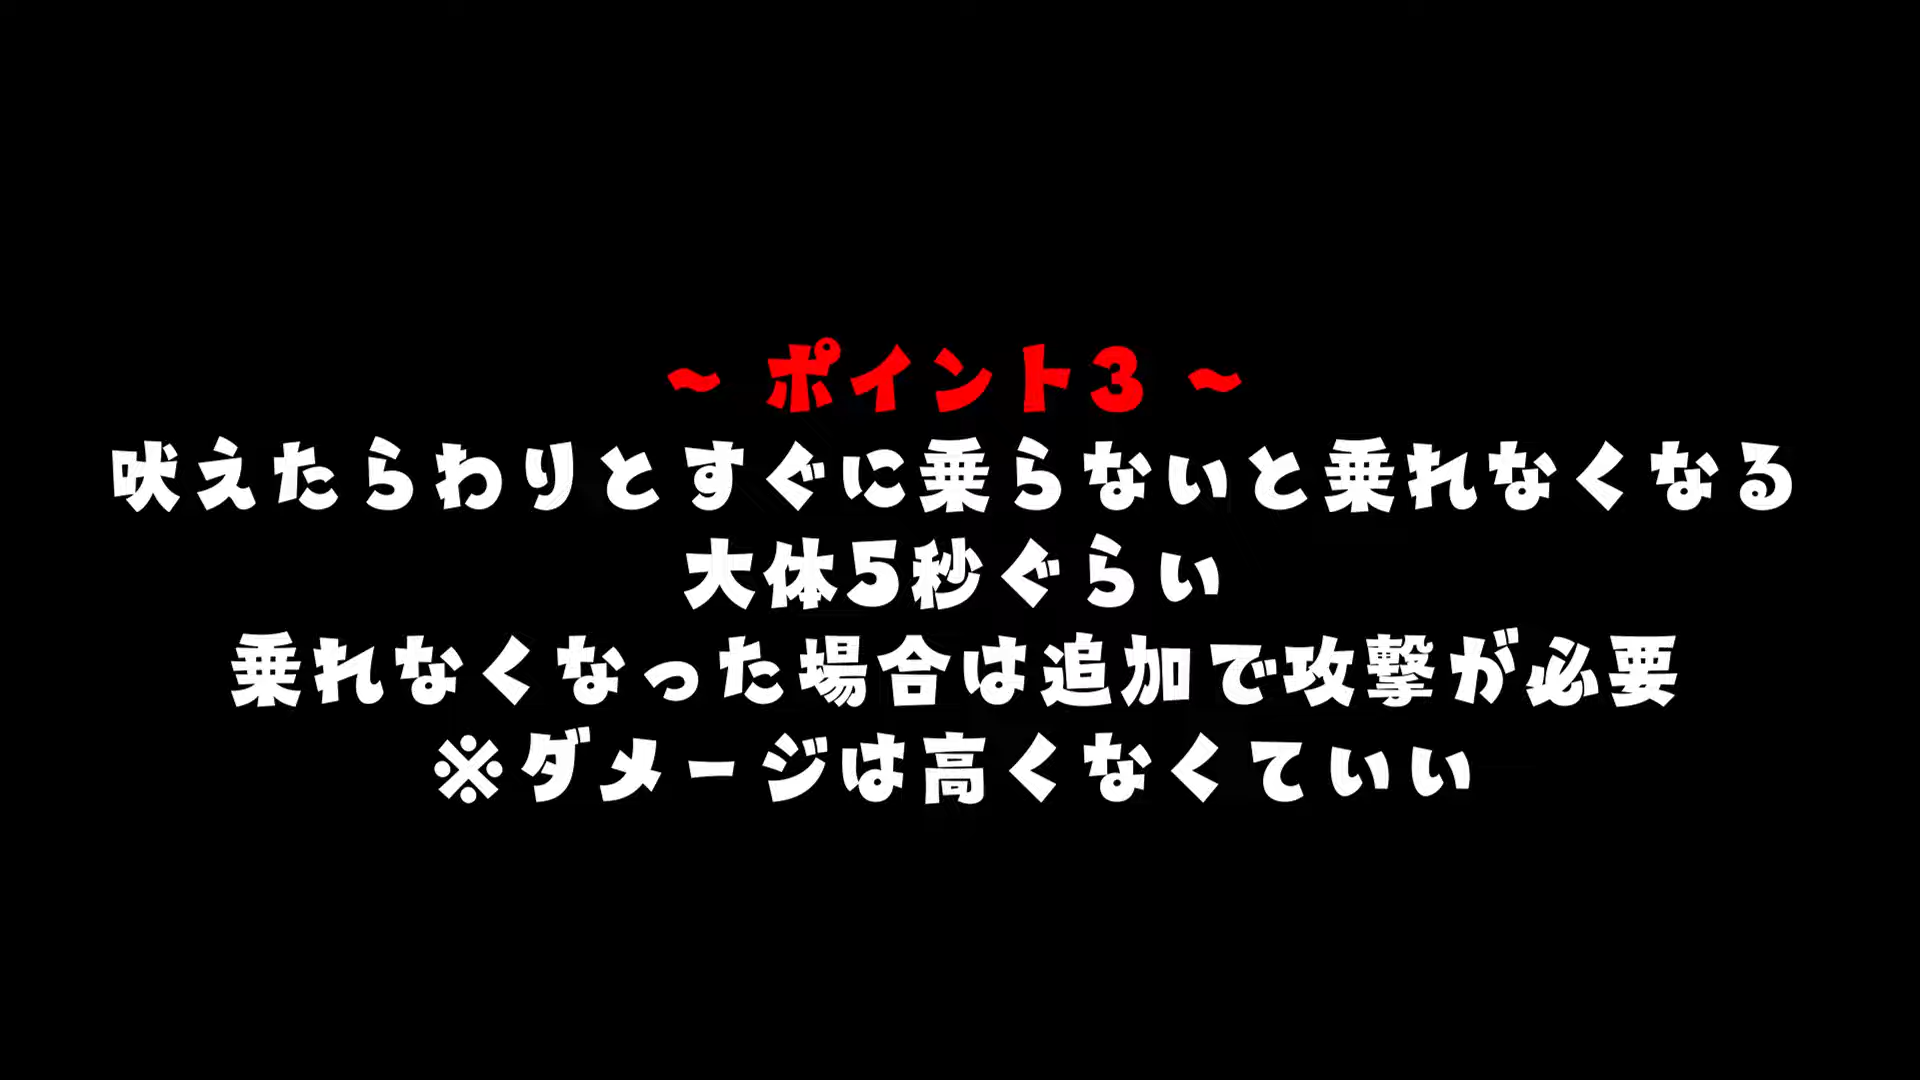 ～ ポイント3 ～
吠えたらわりとすぐに乗らないと乗れなくなる
大体5秒ぐらい
乗れなくなった場合は追加で攻撃が必要
※ダメージは高くなくていい